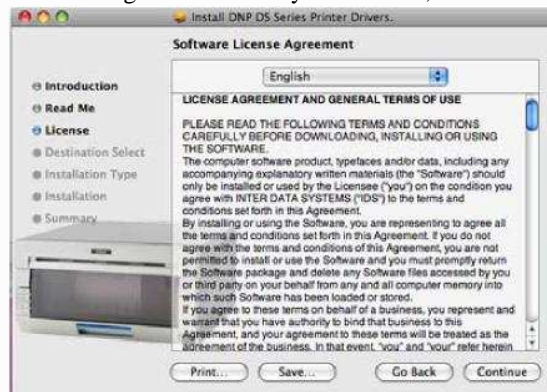 Install DNP DS Series Printer Drivers.
Software License Agreement
Introduction
Read Me
License
Destination Select
Installation Type
Installation
Summary
English
LICENSE AGREEMENT AND GENERAL TERMS OF USE
PLEASE READ THE FOLLOWING TERMS AND CONDITIONS
CAREFULLY BEFORE DOWNLOADING, INSTALLING OR USING
THE SOFTWARE.
The computer software product, typefaces and/or data, including any
accompanying explanatory written materials (the "Software") should
only be installed or used by the Licensee ("you") on the condition you
agree with INTER DATA SYSTEMS ("IDS") to the terms and
conditions set forth in this Agreement.
By installing or using the Software, you are representing to agree all
the terms and conditions set forth in this Agreement. If you do not
agree with the terms and conditions of this Agreement, you are not
permitted to install or use the Software and you must promptly return
the Software package and delete any Software files accessed by you
or third party on your behalf from any and all computer memory into
which such Software has been loaded or stored.
If you agree to these terms on behalf of a business, you represent and
warrant that you have authority to bind that business to this
Agreement, and your agreement to these terms will be treated as the
agreement of the business. In that event, "you" and "your" refer herein
Print...
Save...
Go Back
Continue